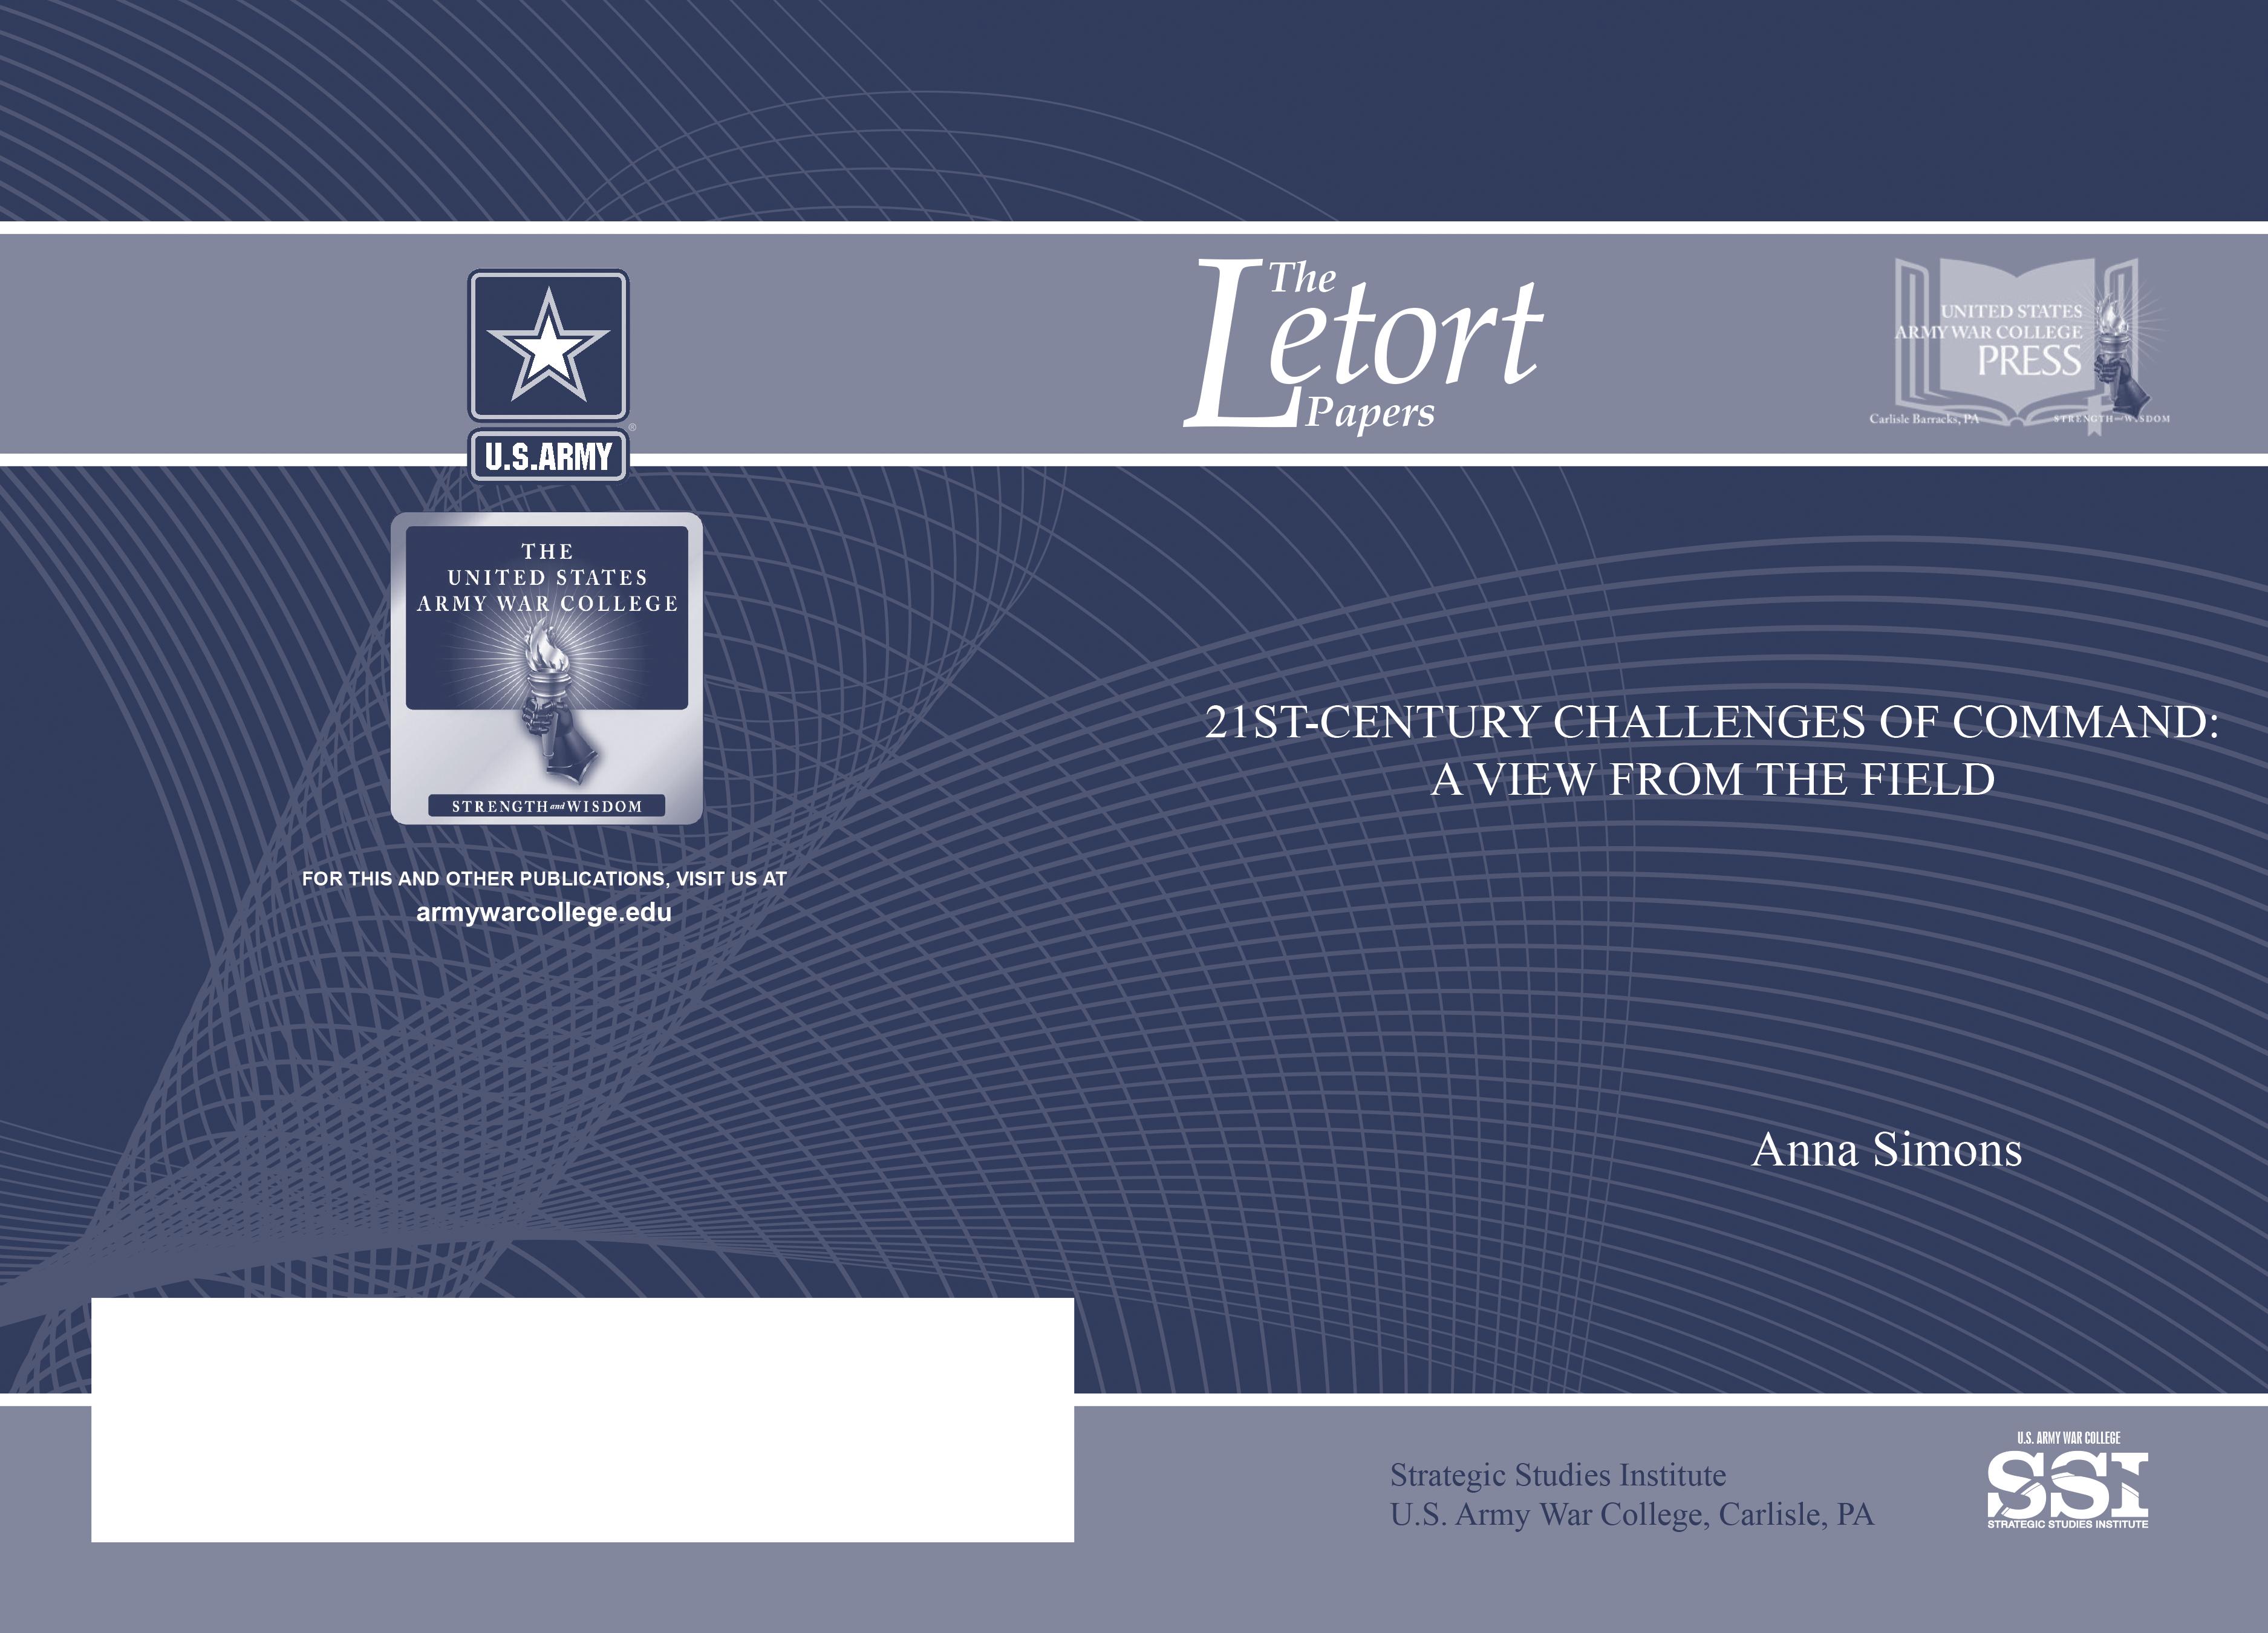 U.S.ARMY
®
THE
UNITED STATES
ARMY WAR COLLEGE
STRENGTH and WISDOM
FOR THIS AND OTHER PUBLICATIONS, VISIT US AT
armywarcollege.edu
The
Letort
Papers
UNITED STATES
ARMY WAR COLLEGE
PRESS
Carlisle Barracks, PA
STRENGTH and WISDOM
21ST-CENTURY CHALLENGES OF COMMAND:
A VIEW FROM THE FIELD
Anna Simons
Strategic Studies Institute
U.S. Army War College, Carlisle, PA
U.S. ARMY WAR COLLEGE
SSI
STRATEGIC STUDIES INSTITUTE